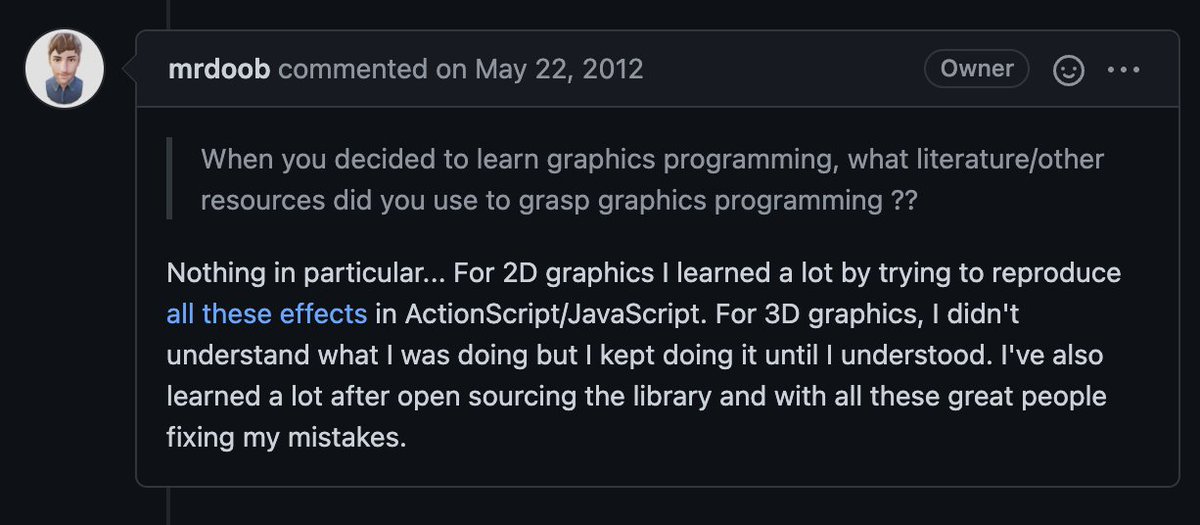 mrdoob commented on May 22, 2012
Owner
When you decided to learn graphics programming, what literature/other
resources did you use to grasp graphics programming ??
Nothing in particular... For 2D graphics I learned a lot by trying to reproduce
all these effects in ActionScript/JavaScript. For 3D graphics, I didn't
understand what I was doing but I kept doing it until I understood. I've also
learned a lot after open sourcing the library and with all these great people
fixing my mistakes.